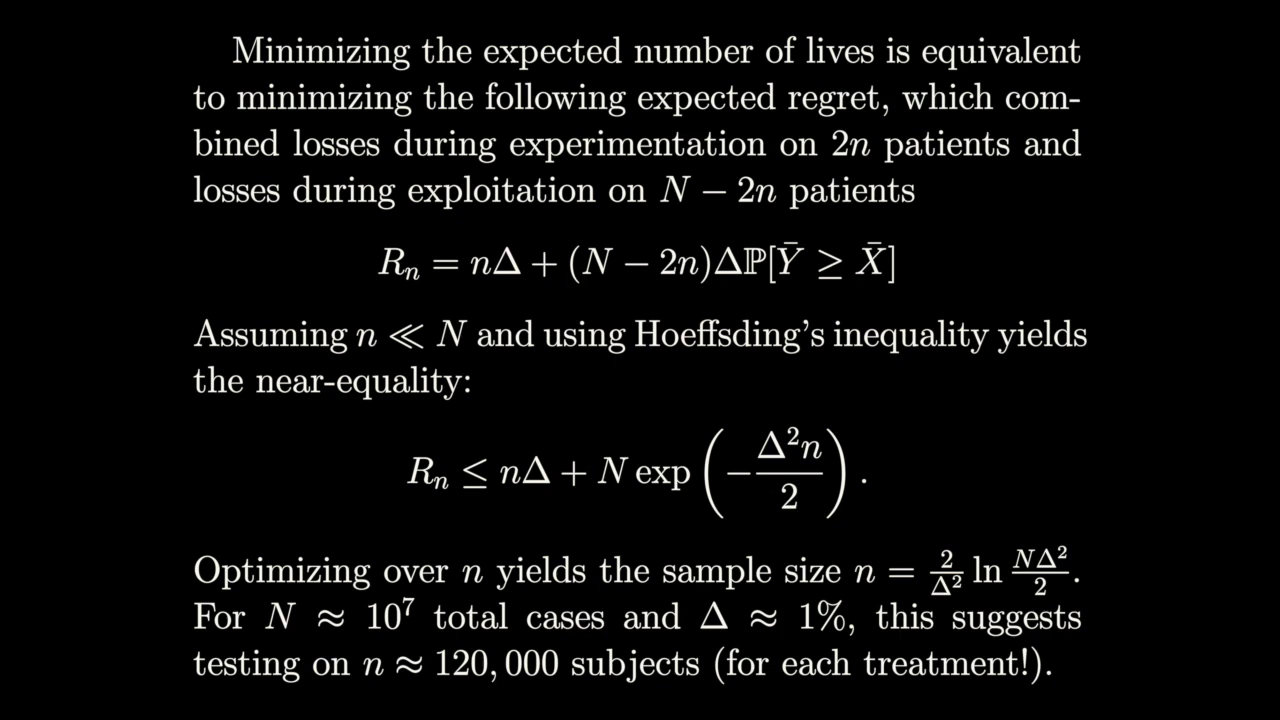 Minimizing the expected number of lives is equivalent
to minimizing the following expected regret, which com-
bined losses during experimentation on 2n patients and
losses during exploitation on N − 2n patients
Rₙ = nΔ + (N − 2n)Δℙ[Ȳ ≥ X̄]
Assuming n ≪ N and using Hoeffsding's inequality yields
the near-equality:
Rₙ ≤ nΔ + N exp(−Δ²n/2).
Optimizing over n yields the sample size n = 2/Δ² ln NΔ²/2.
For N ≈ 10⁷ total cases and Δ ≈ 1%, this suggests
testing on n ≈ 120,000 subjects (for each treatment!).